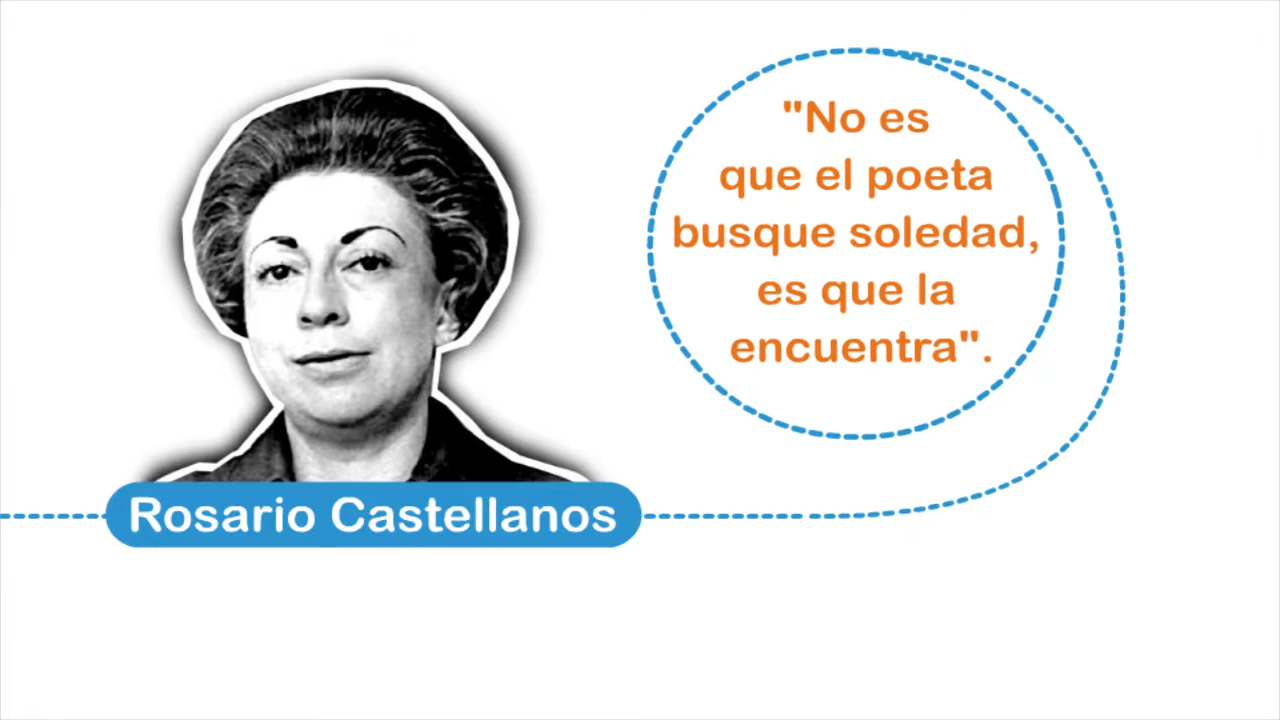 "No es
que el poeta
busque soledad,
es que la
encuentra".
Rosario Castellanos